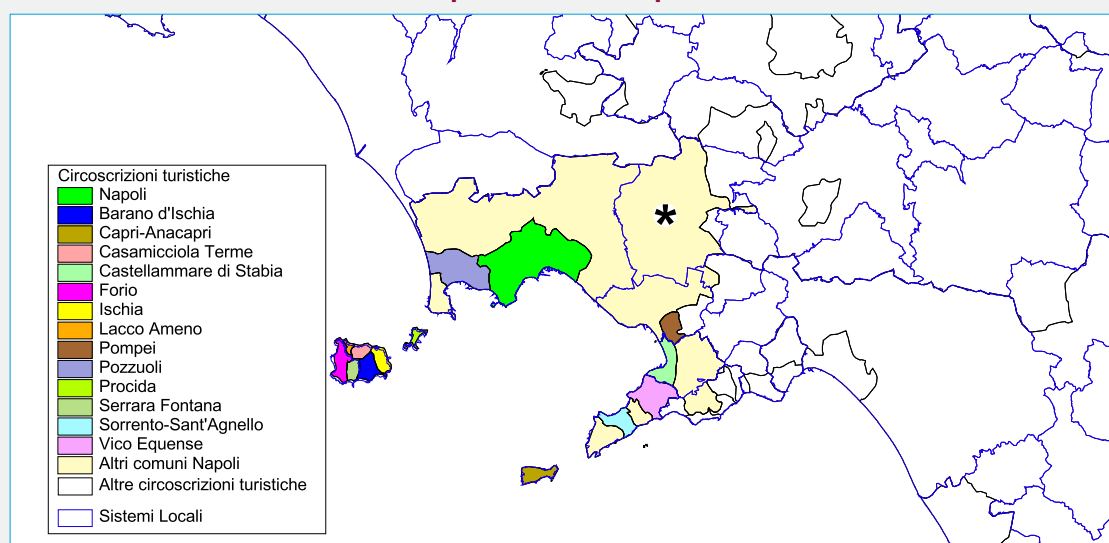 Circoscrizioni turistiche
Napoli
Barano d'Ischia
Capri-Anacapri
Casamicciola Terme
Castellammare di Stabia
Forio
Ischia
Lacco Ameno
Pompei
Pozzuoli
Procida
Serrara Fontana
Sorrento-Sant'Agnello
Vico Equense
Altri comuni Napoli
Altre circoscrizioni turistiche
Sistemi Locali
*